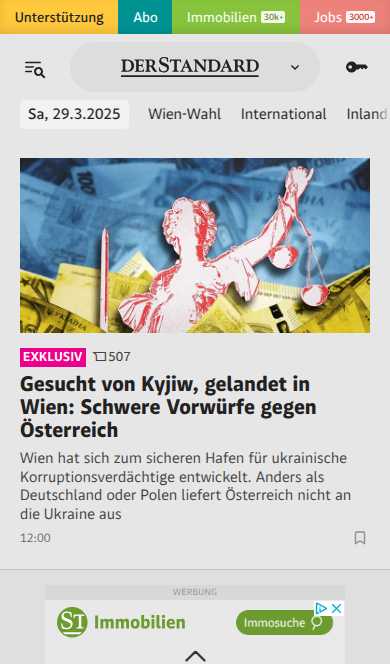 Unterstützung Abo Immobilien 30k+ Jobs 3000+
DERSTANDARD
Sa, 29.3.2025 Wien-Wahl International Inland
EXKLUSIV 507
Gesucht von Kyjiw, gelandet in
Wien: Schwere Vorwürfe gegen
Österreich
Wien hat sich zum sicheren Hafen für ukrainische
Korruptionsverdächtige entwickelt. Anders als
Deutschland oder Polen liefert Österreich nicht an
die Ukraine aus
12:00
WERBUNG
ST Immobilien Immosuche